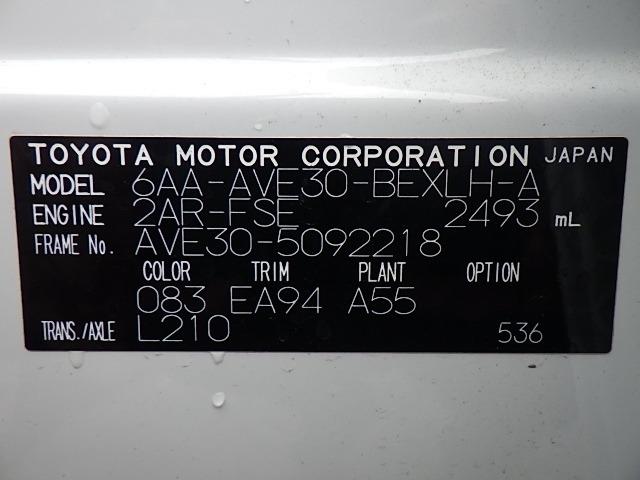 TOYOTA MOTOR CORPORATION JAPAN
MODEL 6AA-AVE30-BEXLH-A
ENGINE 2AR-FSE 2493 mL
FRAME No. AVE30-5092218
COLOR TRIM PLANT OPTION
083 EA94 A55
TRANS./AXLE L210 536